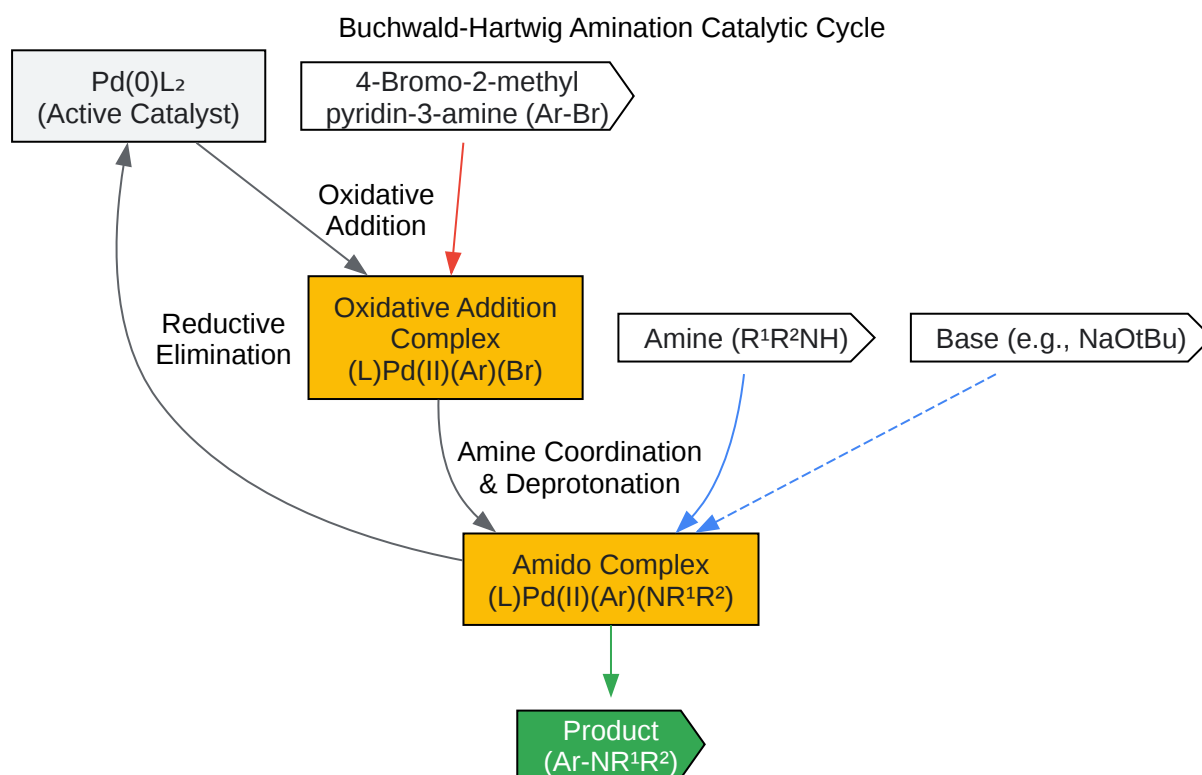 Buchwald-Hartwig Amination Catalytic Cycle
Pd(0)L₂
(Active Catalyst)
4-Bromo-2-methyl
pyridin-3-amine (Ar-Br)
Oxidative
Addition
Oxidative Addition
Complex
(L)Pd(II)(Ar)(Br)
Reductive
Elimination
Amine (R¹R²NH)
Base (e.g., NaOtBu)
Amine Coordination
& Deprotonation
Amido Complex
(L)Pd(II)(Ar)(NR¹R²)
Product
(Ar-NR¹R²)